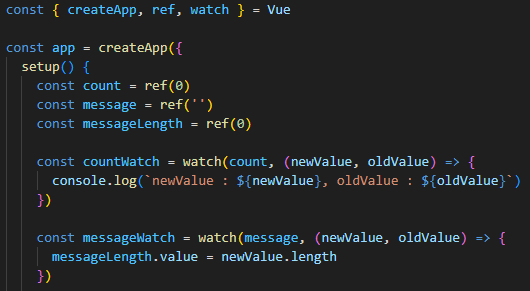 const { createApp, ref, watch } = Vue
const app = createApp({
setup() {
const count = ref(0)
const message = ref('')
const messageLength = ref(0)
const countWatch = watch(count, (newValue, oldValue) => {
console.log(`newValue : ${newValue}, oldValue : ${oldValue}`)
})
const messageWatch = watch(message, (newValue, oldValue) => {
messageLength.value = newValue.length
})